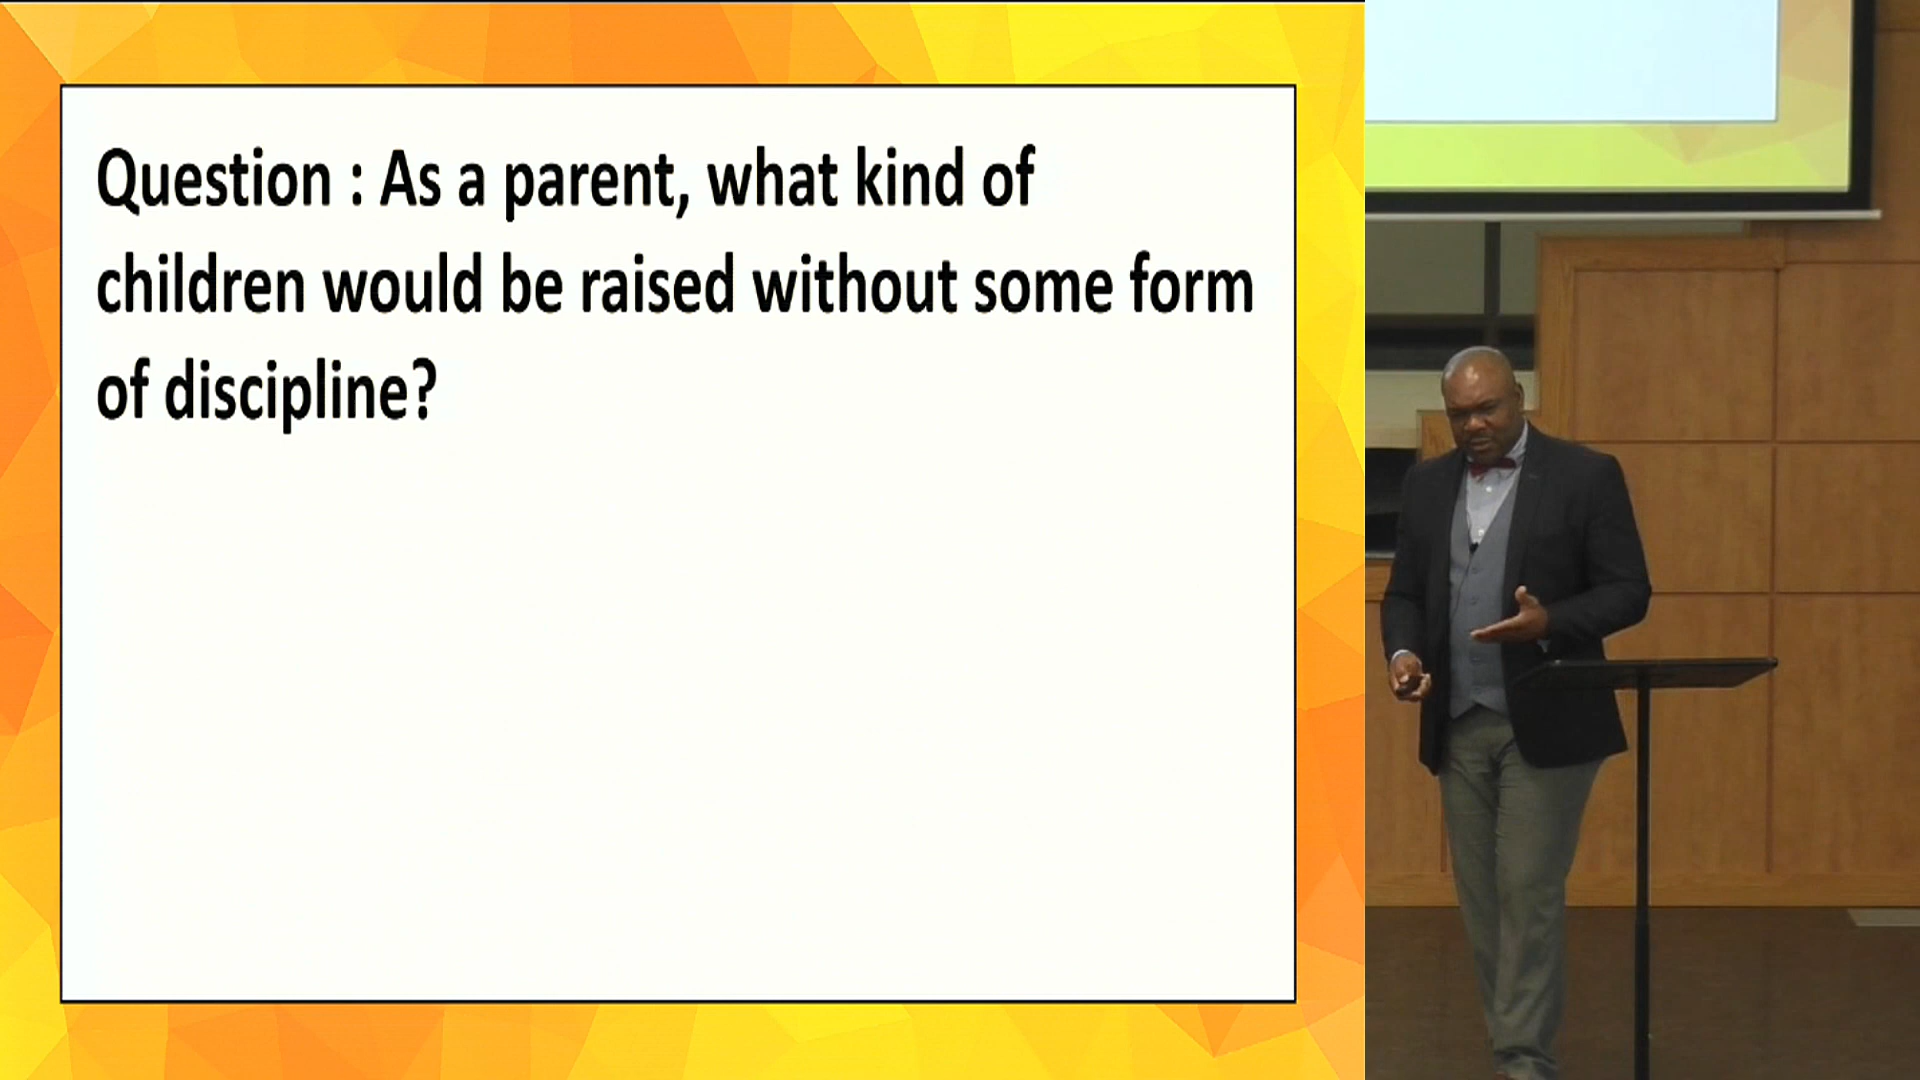 Question : As a parent, what kind of
children would be raised without some form
of discipline?